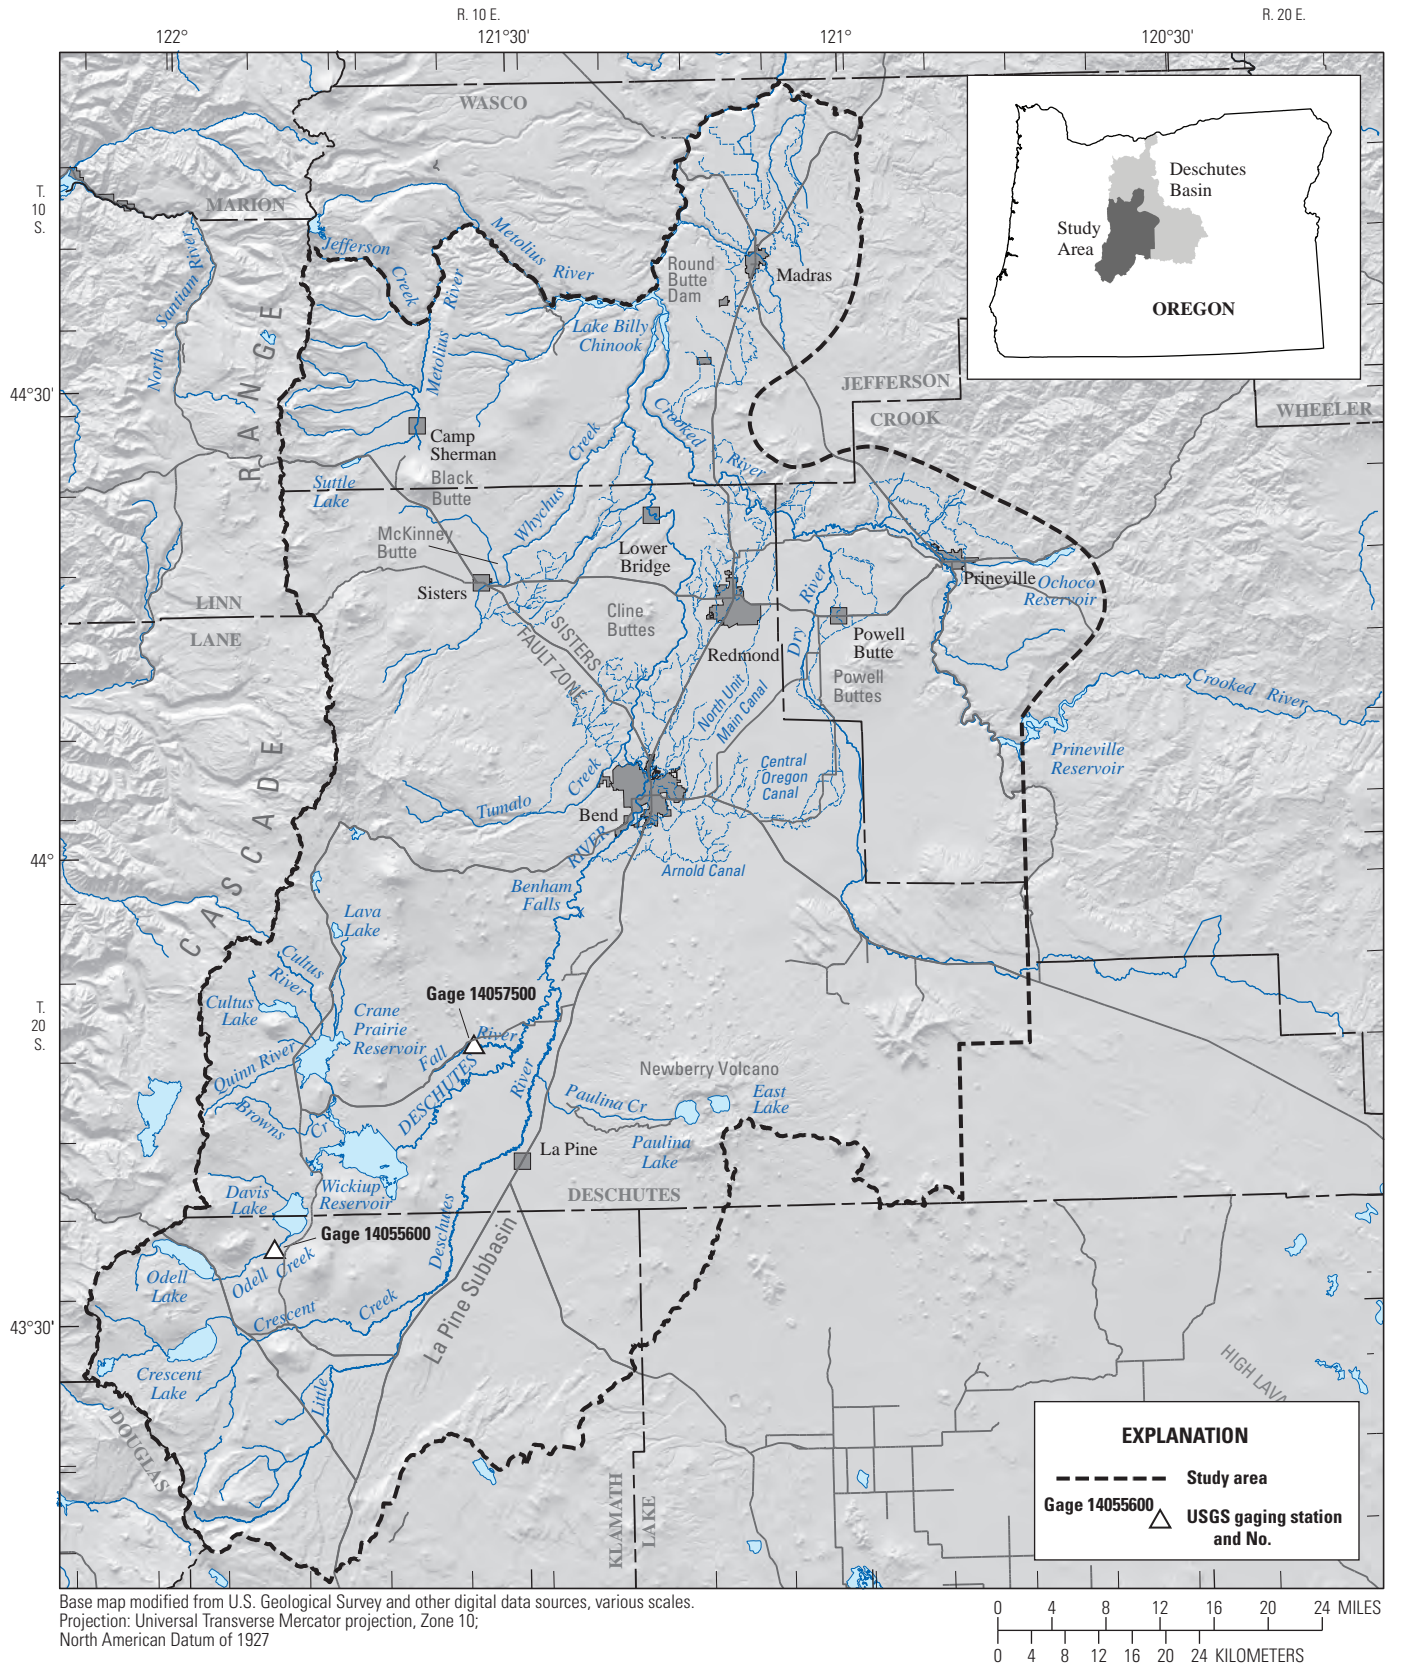 R. 10 E.
R. 20 E.
122°
121°30'
121°
120°30'
WASCO
Deschutes
Basin
Study
Area
OREGON
T.
10
S.
MARION
Jefferson
Creek
Metolius
River
River
Metolius
North
Santiam River
Round
Butte
Dam
Madras
Lake Billy
Chinook
44°30'
JEFFERSON
CROOK
WHEELER
Camp
Sherman
Black
Butte
Suttle
Lake
Whychus
Creek
Crooked
River
McKinney
Butte
Lower
Bridge
Sisters
Prineville
Ochoco
Reservoir
LINN
LANE
Cline
Buttes
SISTERS
FAULT ZONE
Redmond
Dry
River
Powell
Butte
Powell
Buttes
North Unit
Main Canal
Crooked River
Prineville
Reservoir
Central
Oregon
Canal
Tumalo
Creek
Bend
RIVER
Arnold Canal
44°
CASCADE
RANGE
Benham
Falls
Lava
Lake
Cultus
River
Cultus
Lake
Crane
Prairie
Reservoir
Gage 14057500
T.
20
S.
Quinn River
Fall
River
DESCHUTES
River
Browns
Cr
Newberry Volcano
Paulina Cr
East
Lake
Paulina
Lake
La Pine
Wickiup
Reservoir
Davis
Lake
DESCHUTES
Gage 14055600
Odell
Lake
Odell Creek
Deschutes
La Pine Subbasin
43°30'
Crescent
Creek
Crescent
Lake
Little
DOUGLAS
KLAMATH
LAKE
HIGH LAVA
EXPLANATION
Study area
Gage 14055600
USGS gaging station
and No.
Base map modified from U.S. Geological Survey and other digital data sources, various scales.
Projection: Universal Transverse Mercator projection, Zone 10;
North American Datum of 1927
0 4 8 12 16 20 24 MILES
0 4 8 12 16 20 24 KILOMETERS